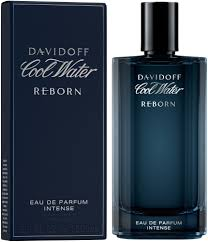 DAVIDOFF
Cool Water
REBORN
EAU DE PARFUM
INTENSE
DAVIDOFF
Cool Water
REBORN
EAU DE PARFUM
INTENSE